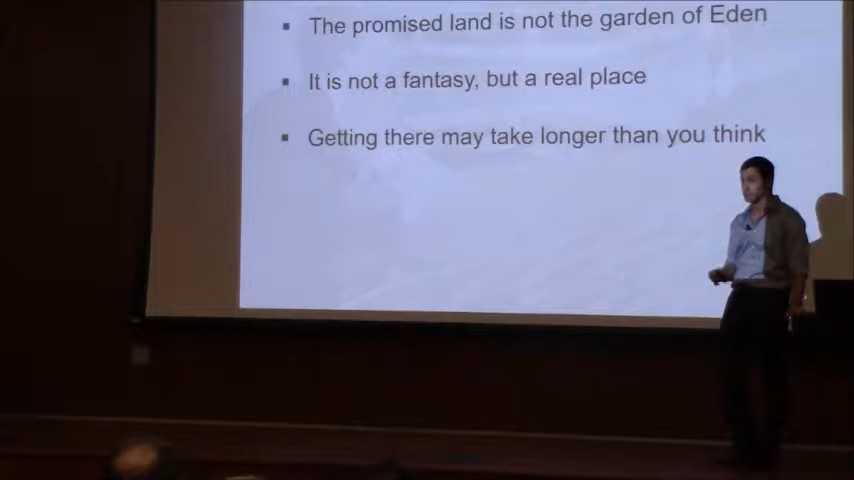 ▪ The promised land is not the garden of Eden
▪ It is not a fantasy, but a real place
▪ Getting there may take longer than you think